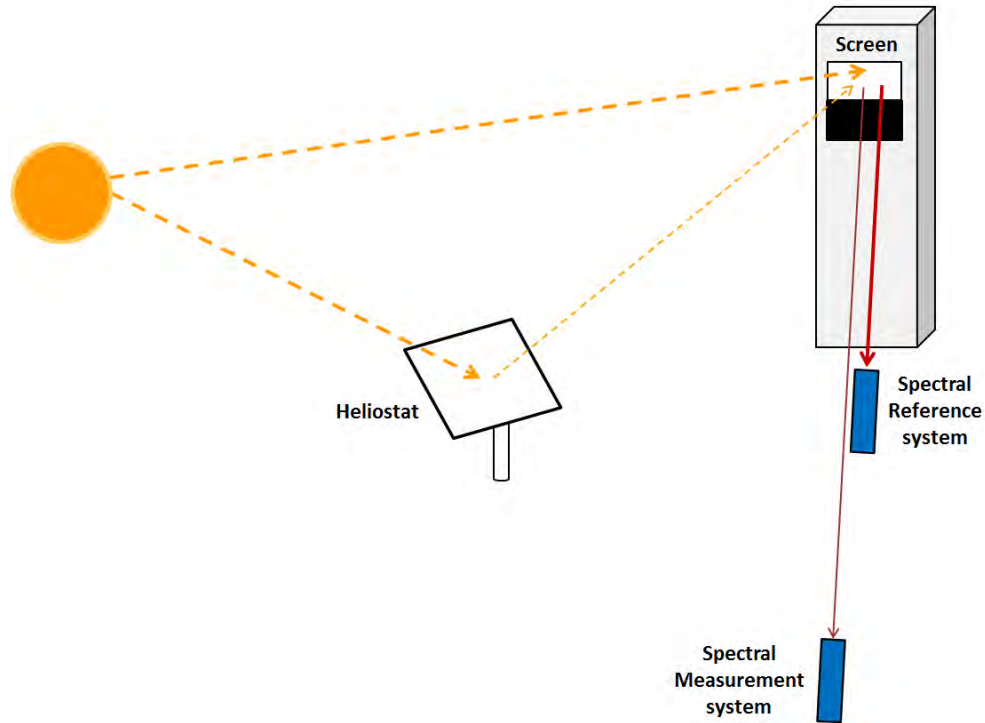 Screen
Heliostat
Spectral
Reference
system
Spectral
Measurement
system